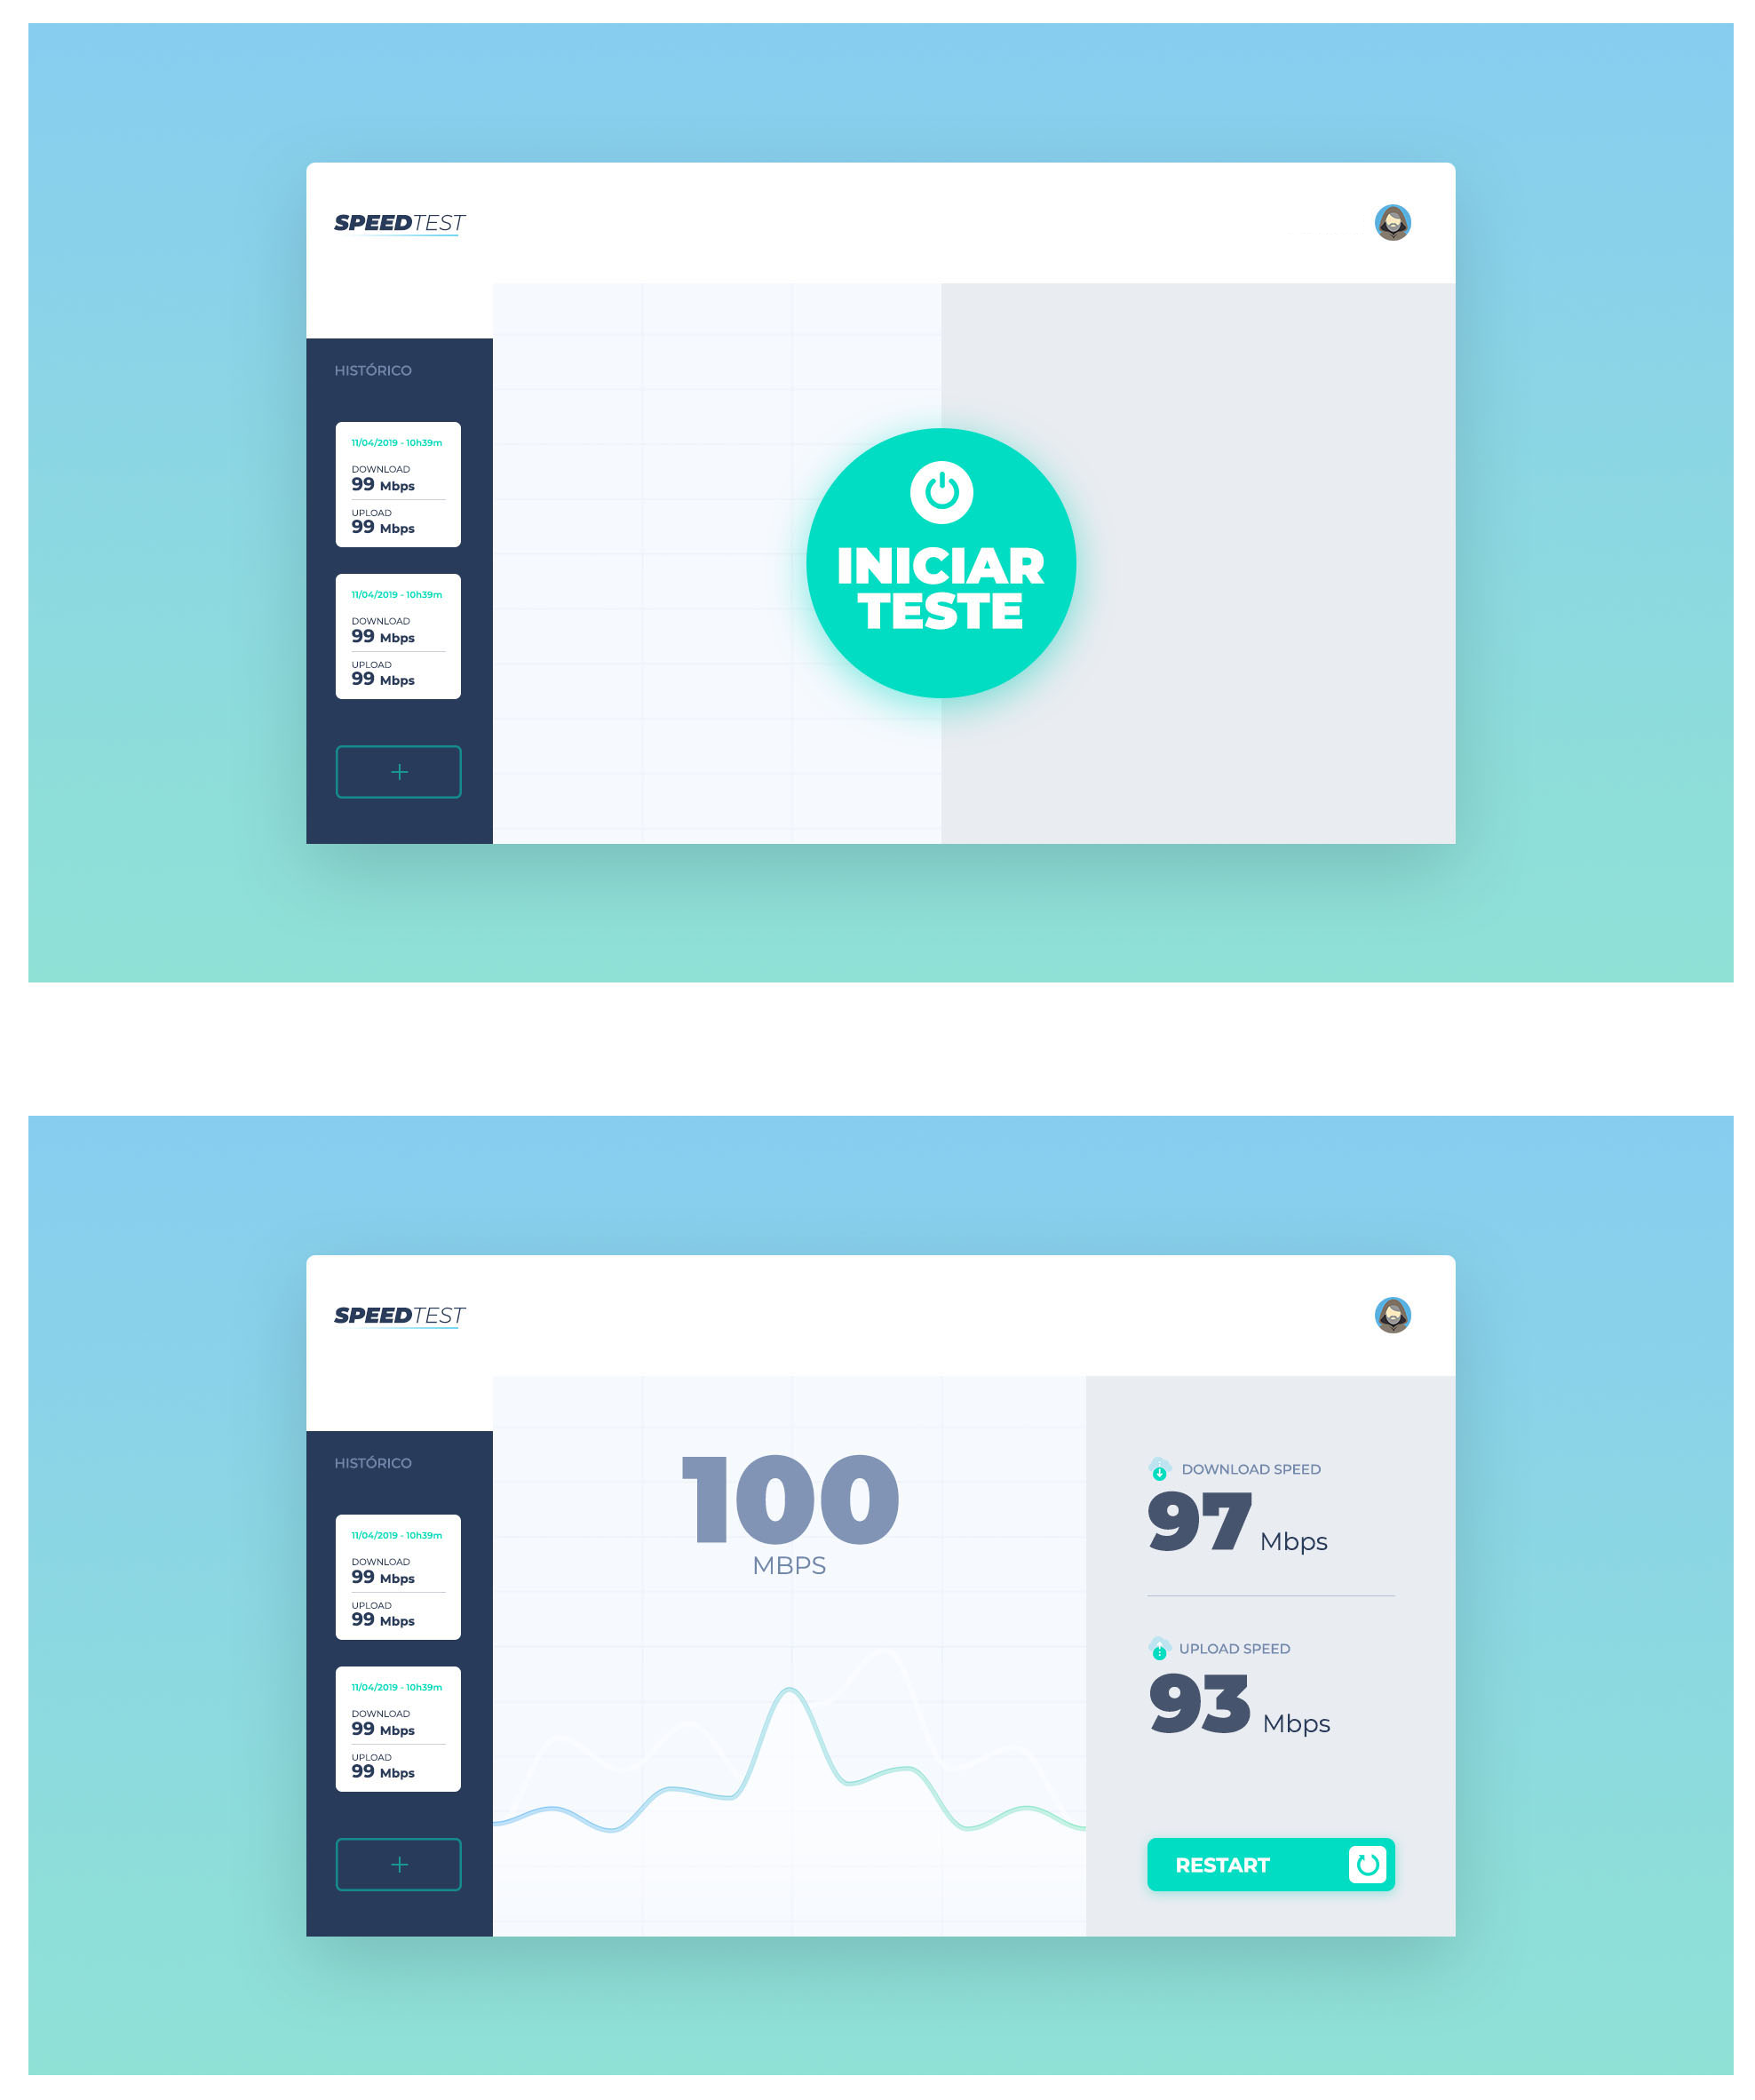 SPEEDTEST
HISTÓRICO
11/04/2019 - 10h39m
DOWNLOAD
99 Mbps
UPLOAD
99 Mbps
11/04/2019 - 10h39m
DOWNLOAD
99 Mbps
UPLOAD
99 Mbps
+
INICIAR
TESTE
SPEEDTEST
HISTÓRICO
11/04/2019 - 10h39m
DOWNLOAD
99 Mbps
UPLOAD
99 Mbps
11/04/2019 - 10h39m
DOWNLOAD
99 Mbps
UPLOAD
99 Mbps
+
100
MBPS
DOWNLOAD SPEED
97 Mbps
UPLOAD SPEED
93 Mbps
RESTART